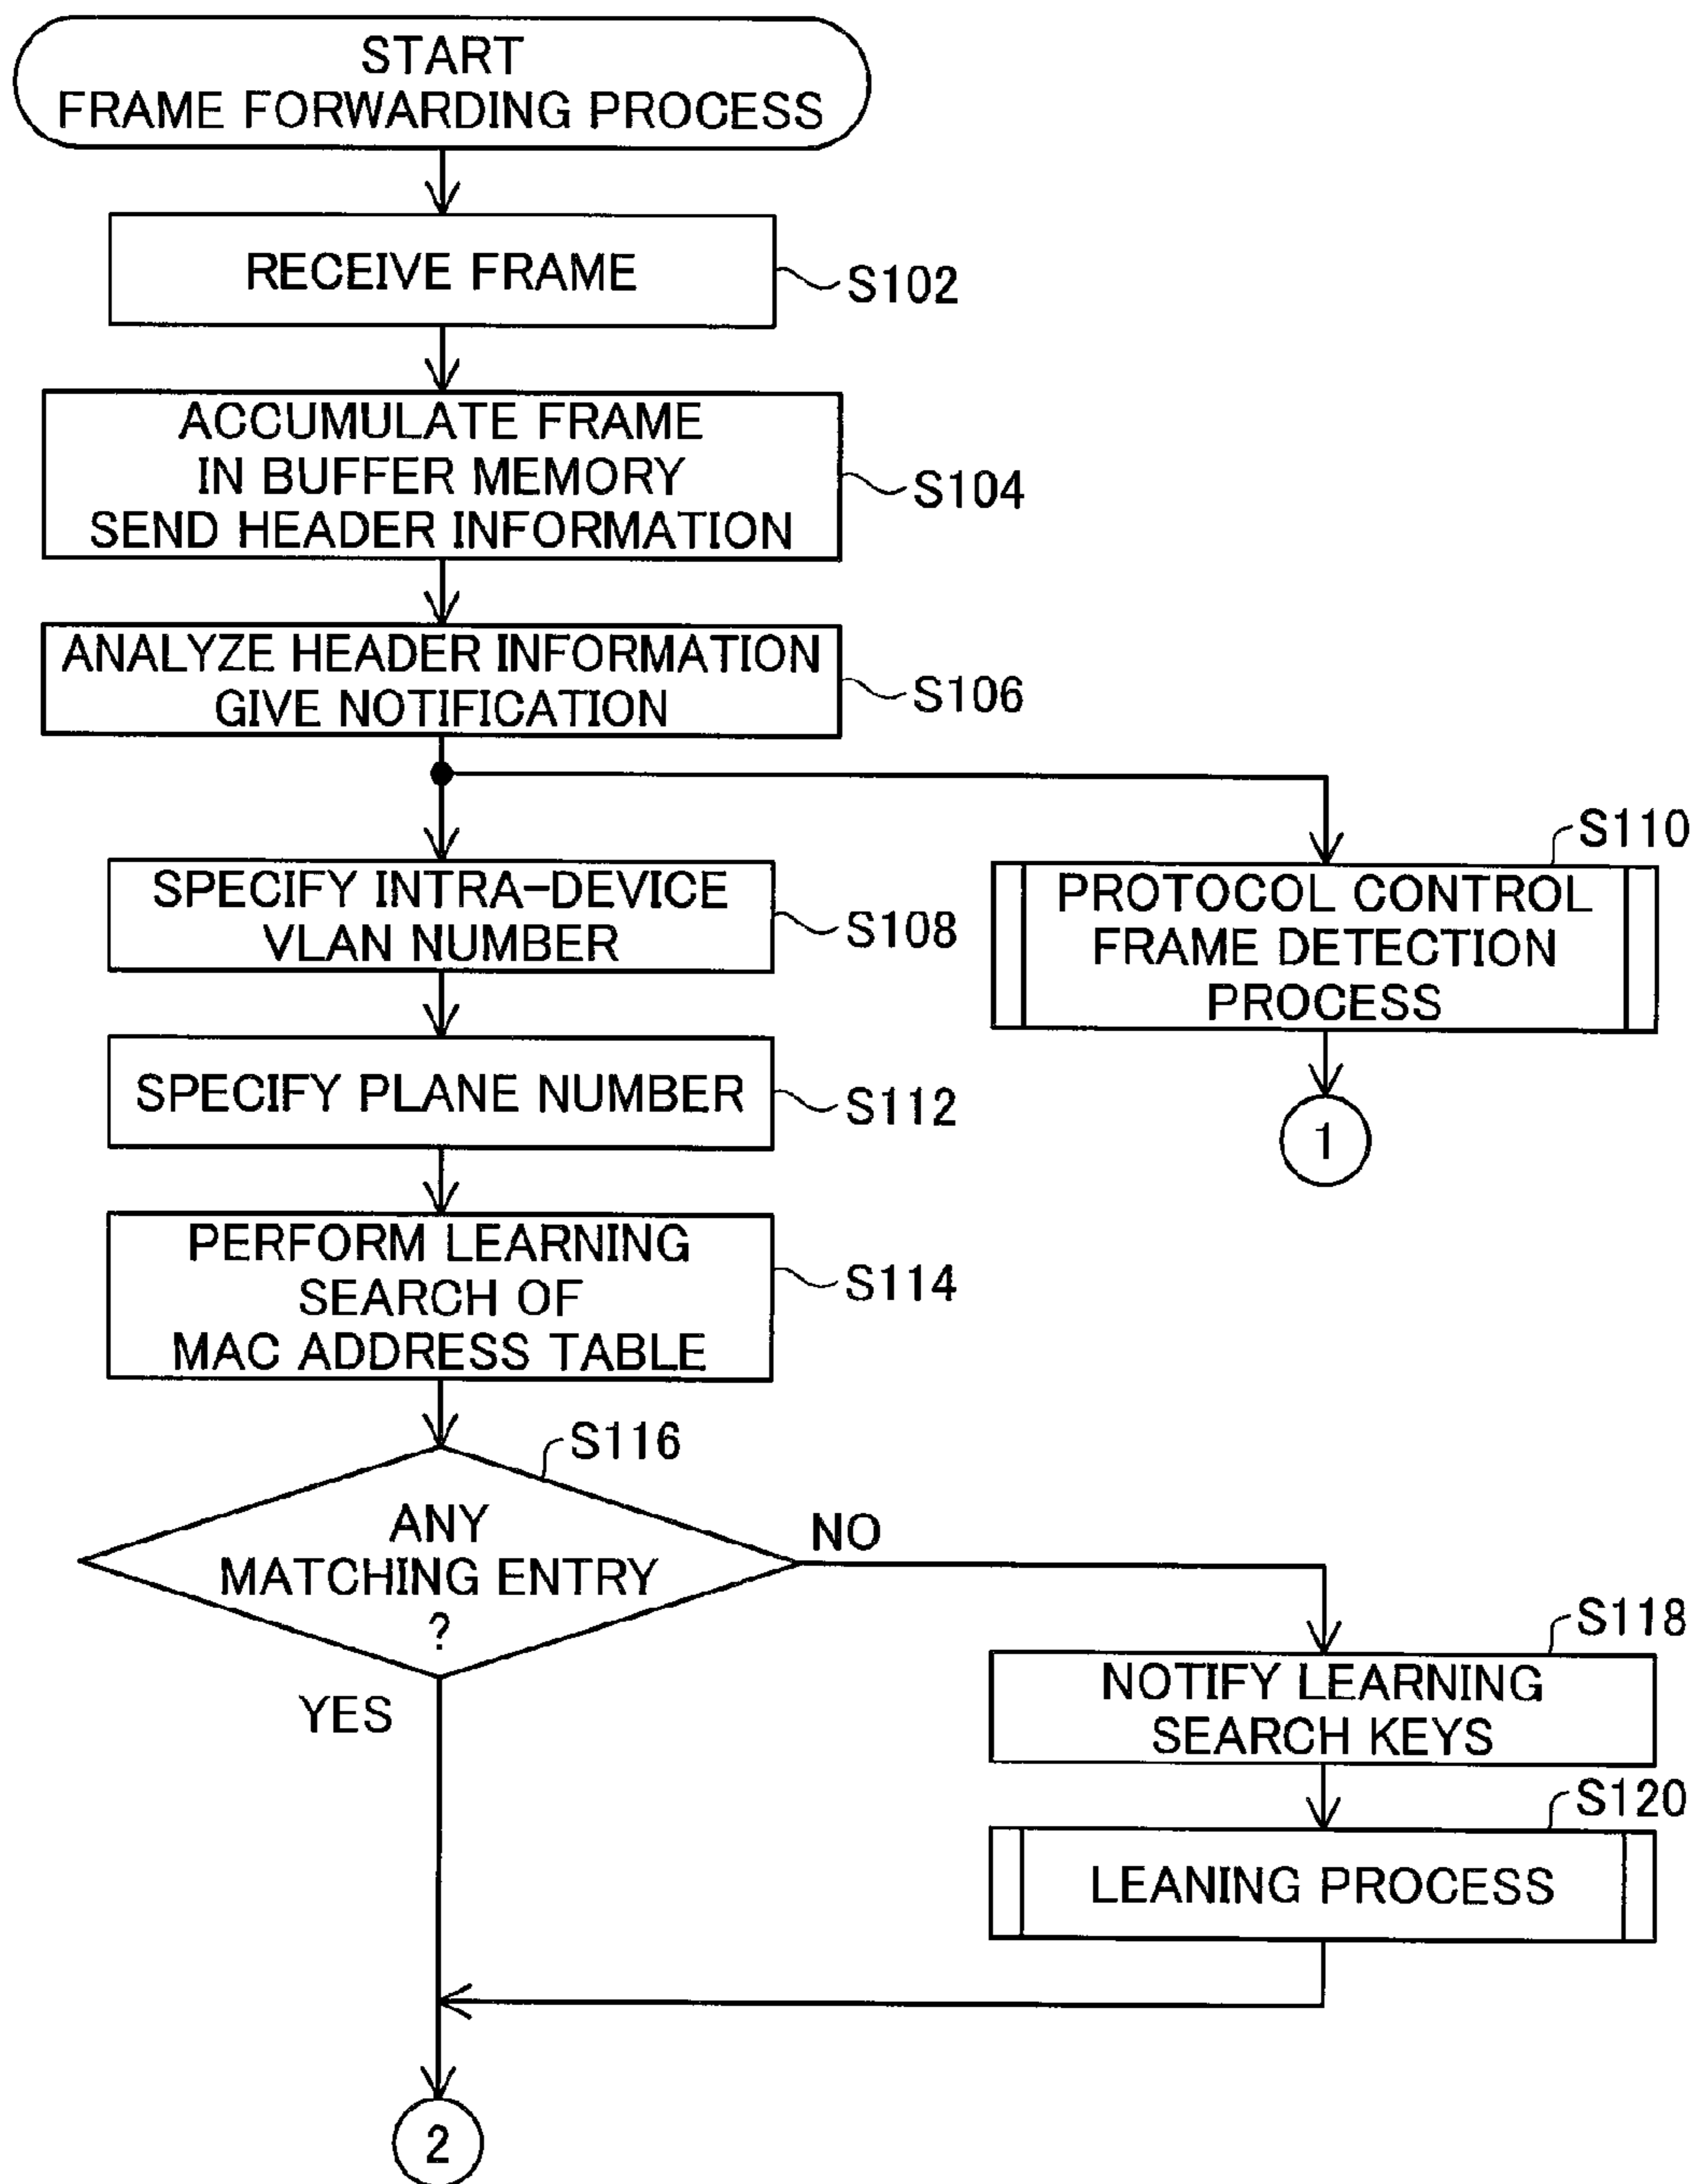 START
FRAME FORWARDING PROCESS
RECEIVE FRAME
S102
ACCUMULATE FRAME
IN BUFFER MEMORY
SEND HEADER INFORMATION
S104
ANALYZE HEADER INFORMATION
GIVE NOTIFICATION
S106
SPECIFY INTRA-DEVICE
VLAN NUMBER
S108
S110
PROTOCOL CONTROL
FRAME DETECTION
PROCESS
1
SPECIFY PLANE NUMBER
S112
PERFORM LEARNING
SEARCH OF
MAC ADDRESS TABLE
S114
S116
ANY
MATCHING ENTRY
?
NO
YES
S118
NOTIFY LEARNING
SEARCH KEYS
S120
LEANING PROCESS
2